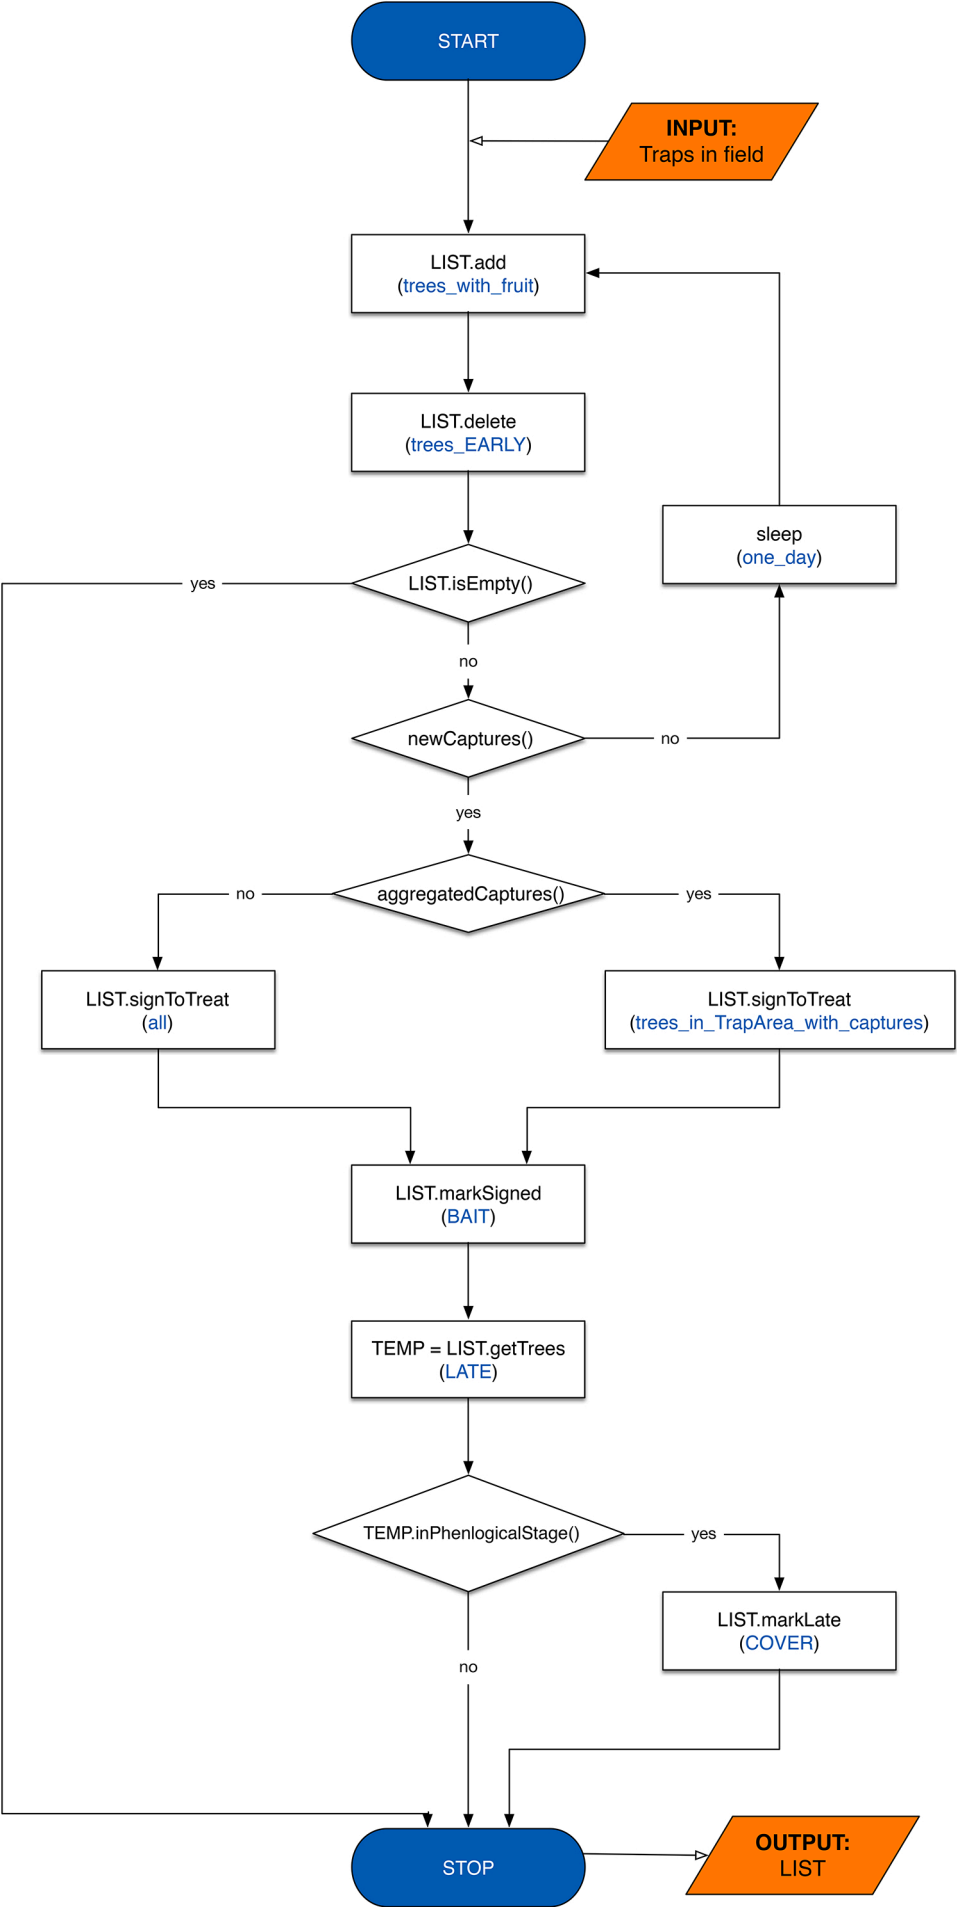 START
INPUT:
Traps in field
LIST.add
(trees_with_fruit)
LIST.delete
(trees_EARLY)
sleep
(one_day)
yes
LIST.isEmpty()
no
newCaptures()
no
yes
no
aggregatedCaptures()
yes
LIST.signToTreat
(all)
LIST.signToTreat
(trees_in_TrapArea_with_captures)
LIST.markSigned
(BAIT)
TEMP = LIST.getTrees
(LATE)
TEMP.inPhenlogicalStage()
yes
LIST.markLate
(COVER)
no
OUTPUT:
LIST
STOP